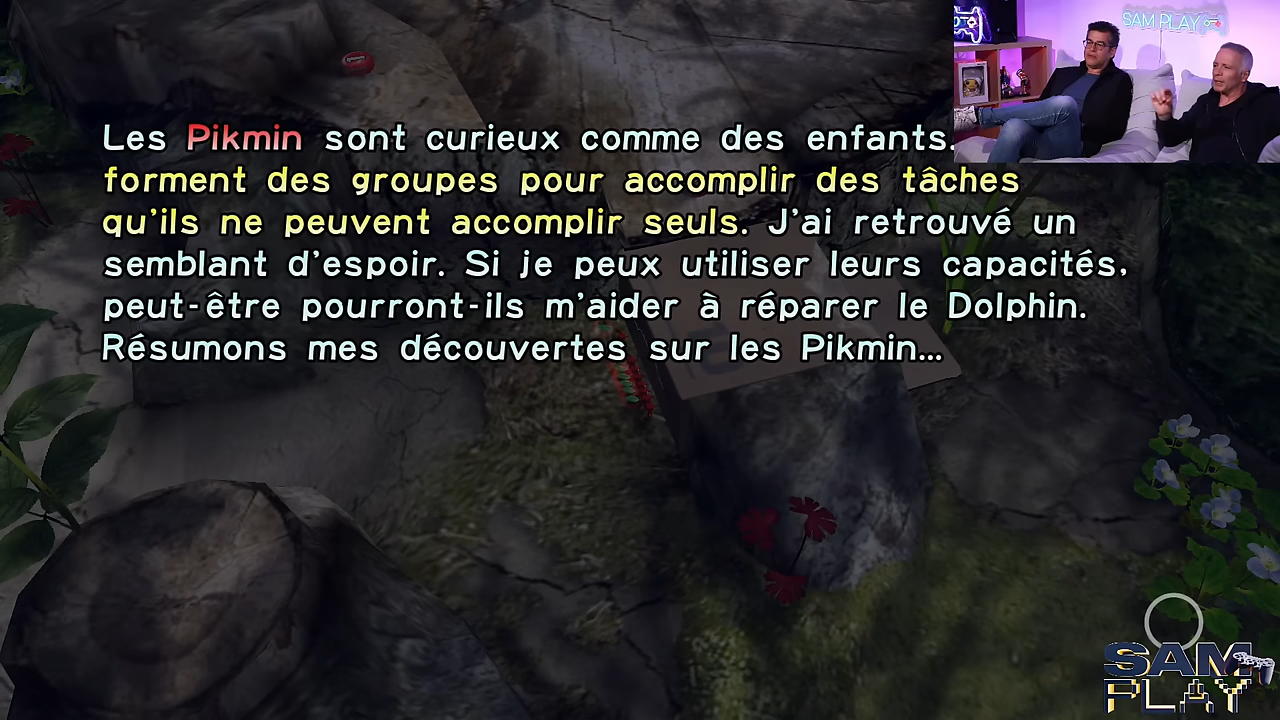 SAM PLAY
Les Pikmin sont curieux comme des enfants.
forment des groupes pour accomplir des tâches
qu'ils ne peuvent accomplir seuls. J'ai retrouvé un
semblant d'espoir. Si je peux utiliser leurs capacités,
peut-être pourront-ils m'aider à réparer le Dolphin.
Résumons mes découvertes sur les Pikmin...
SAM
PLAY